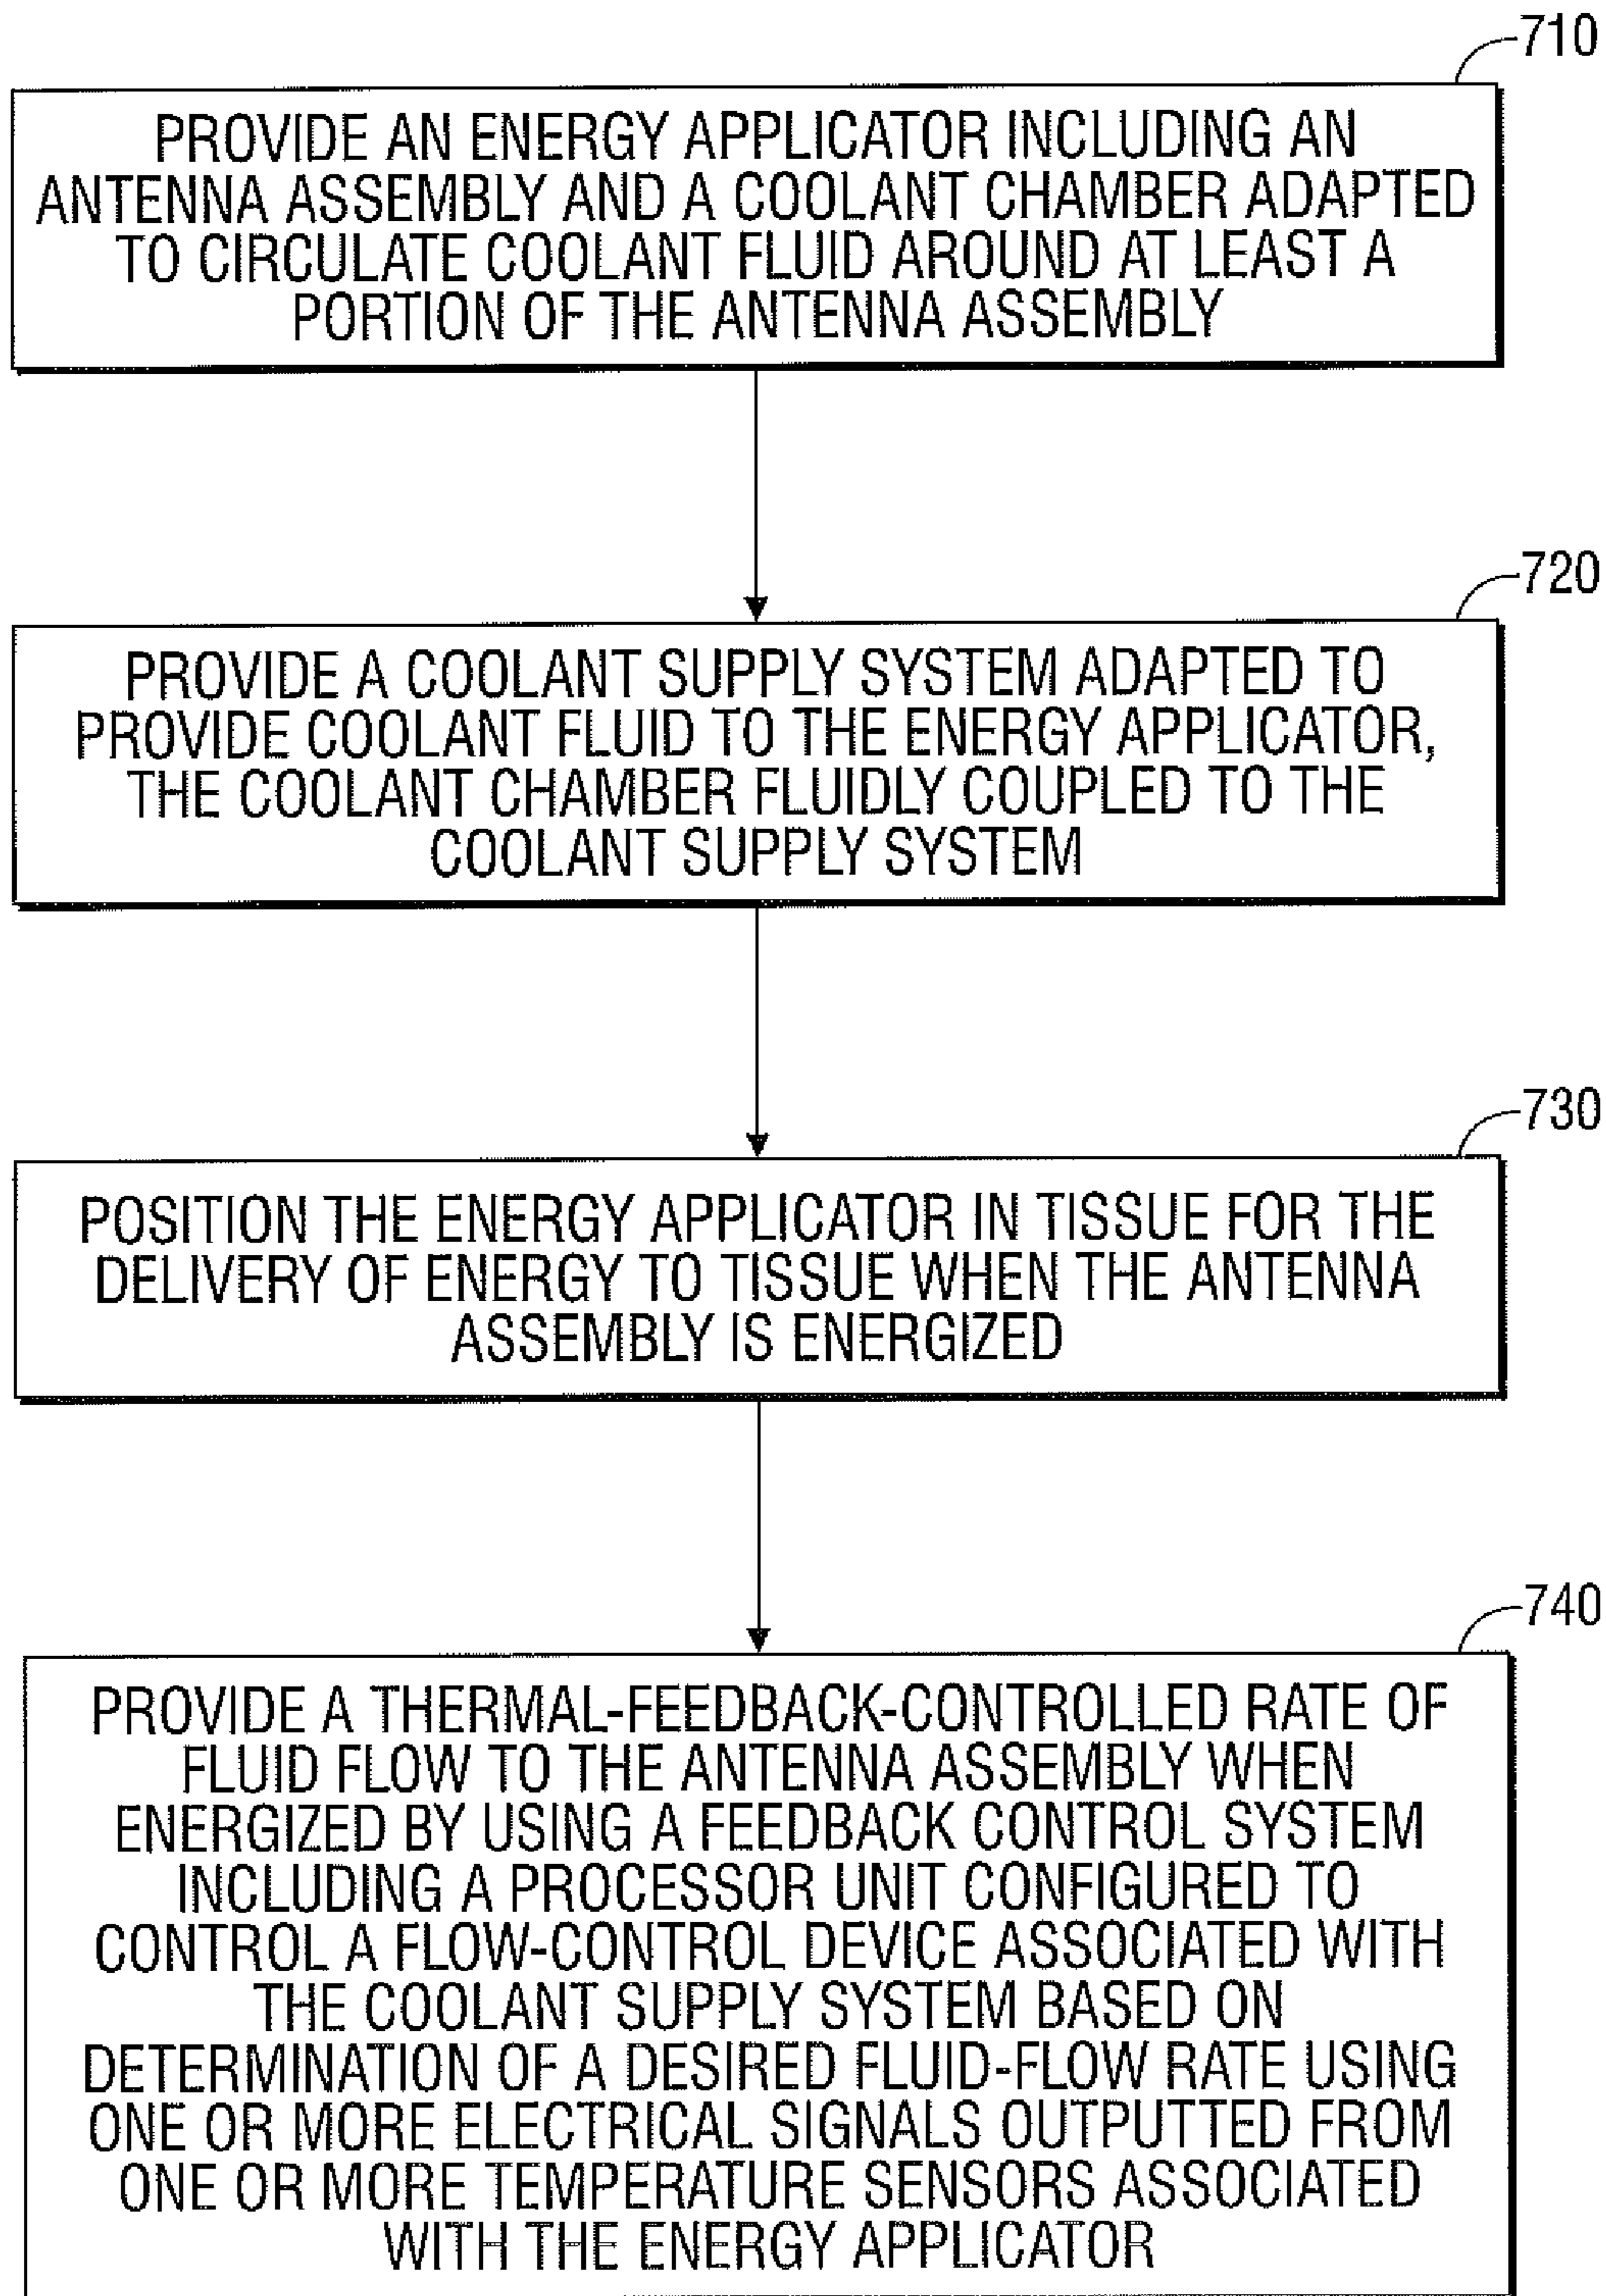 710
PROVIDE AN ENERGY APPLICATOR INCLUDING AN
ANTENNA ASSEMBLY AND A COOLANT CHAMBER ADAPTED
TO CIRCULATE COOLANT FLUID AROUND AT LEAST A
PORTION OF THE ANTENNA ASSEMBLY
720
PROVIDE A COOLANT SUPPLY SYSTEM ADAPTED TO
PROVIDE COOLANT FLUID TO THE ENERGY APPLICATOR,
THE COOLANT CHAMBER FLUIDLY COUPLED TO THE
COOLANT SUPPLY SYSTEM
730
POSITION THE ENERGY APPLICATOR IN TISSUE FOR THE
DELIVERY OF ENERGY TO TISSUE WHEN THE ANTENNA
ASSEMBLY IS ENERGIZED
740
PROVIDE A THERMAL-FEEDBACK-CONTROLLED RATE OF
FLUID FLOW TO THE ANTENNA ASSEMBLY WHEN
ENERGIZED BY USING A FEEDBACK CONTROL SYSTEM
INCLUDING A PROCESSOR UNIT CONFIGURED TO
CONTROL A FLOW-CONTROL DEVICE ASSOCIATED WITH
THE COOLANT SUPPLY SYSTEM BASED ON
DETERMINATION OF A DESIRED FLUID-FLOW RATE USING
ONE OR MORE ELECTRICAL SIGNALS OUTPUTTED FROM
ONE OR MORE TEMPERATURE SENSORS ASSOCIATED
WITH THE ENERGY APPLICATOR